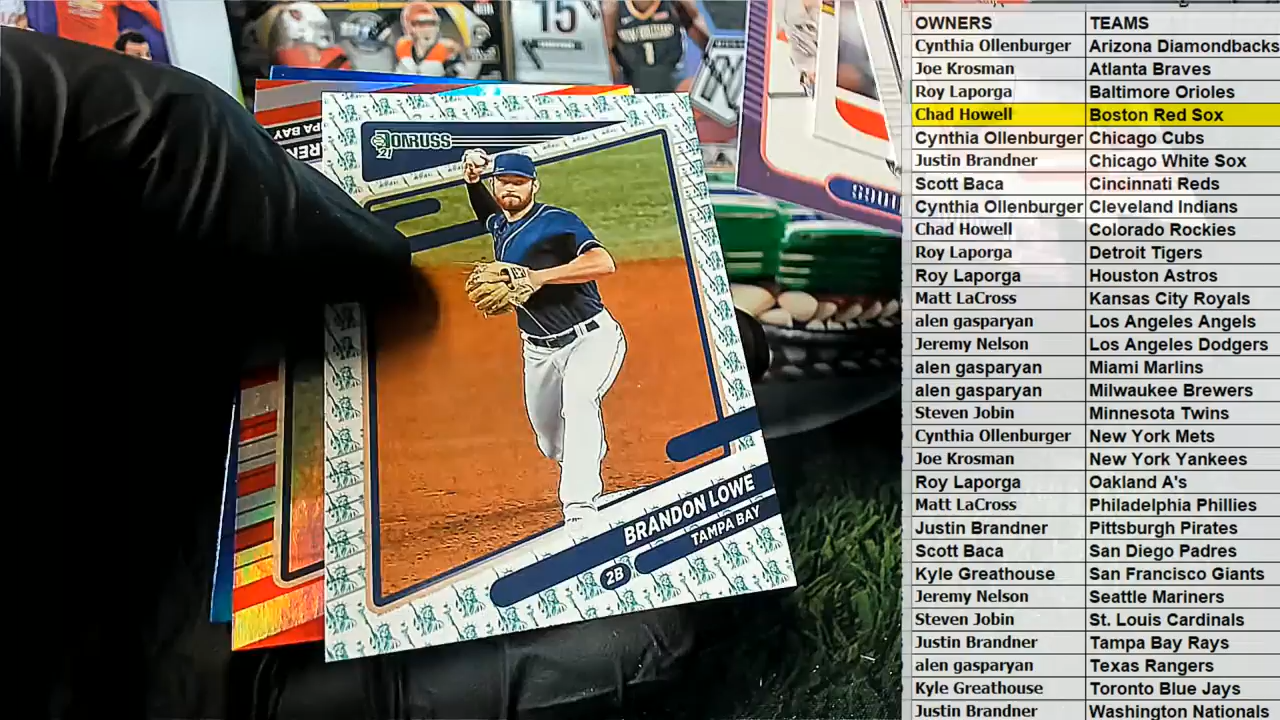 15
1
PA BAY
DONRUSS
21
BRANDON LOWE
TAMPA BAY
2B
OWNERS TEAMS
Cynthia Ollenburger Arizona Diamondbacks
Joe Krosman Atlanta Braves
Roy Laporga Baltimore Orioles
Chad Howell Boston Red Sox
Cynthia Ollenburger Chicago Cubs
Justin Brandner Chicago White Sox
Scott Baca Cincinnati Reds
Cynthia Ollenburger Cleveland Indians
Chad Howell Colorado Rockies
Roy Laporga Detroit Tigers
Roy Laporga Houston Astros
Matt LaCross Kansas City Royals
alen gasparyan Los Angeles Angels
Jeremy Nelson Los Angeles Dodgers
alen gasparyan Miami Marlins
alen gasparyan Milwaukee Brewers
Steven Jobin Minnesota Twins
Cynthia Ollenburger New York Mets
Joe Krosman New York Yankees
Roy Laporga Oakland A's
Matt LaCross Philadelphia Phillies
Justin Brandner Pittsburgh Pirates
Scott Baca San Diego Padres
Kyle Greathouse San Francisco Giants
Jeremy Nelson Seattle Mariners
Steven Jobin St. Louis Cardinals
Justin Brandner Tampa Bay Rays
alen gasparyan Texas Rangers
Kyle Greathouse Toronto Blue Jays
Justin Brandner Washington Nationals